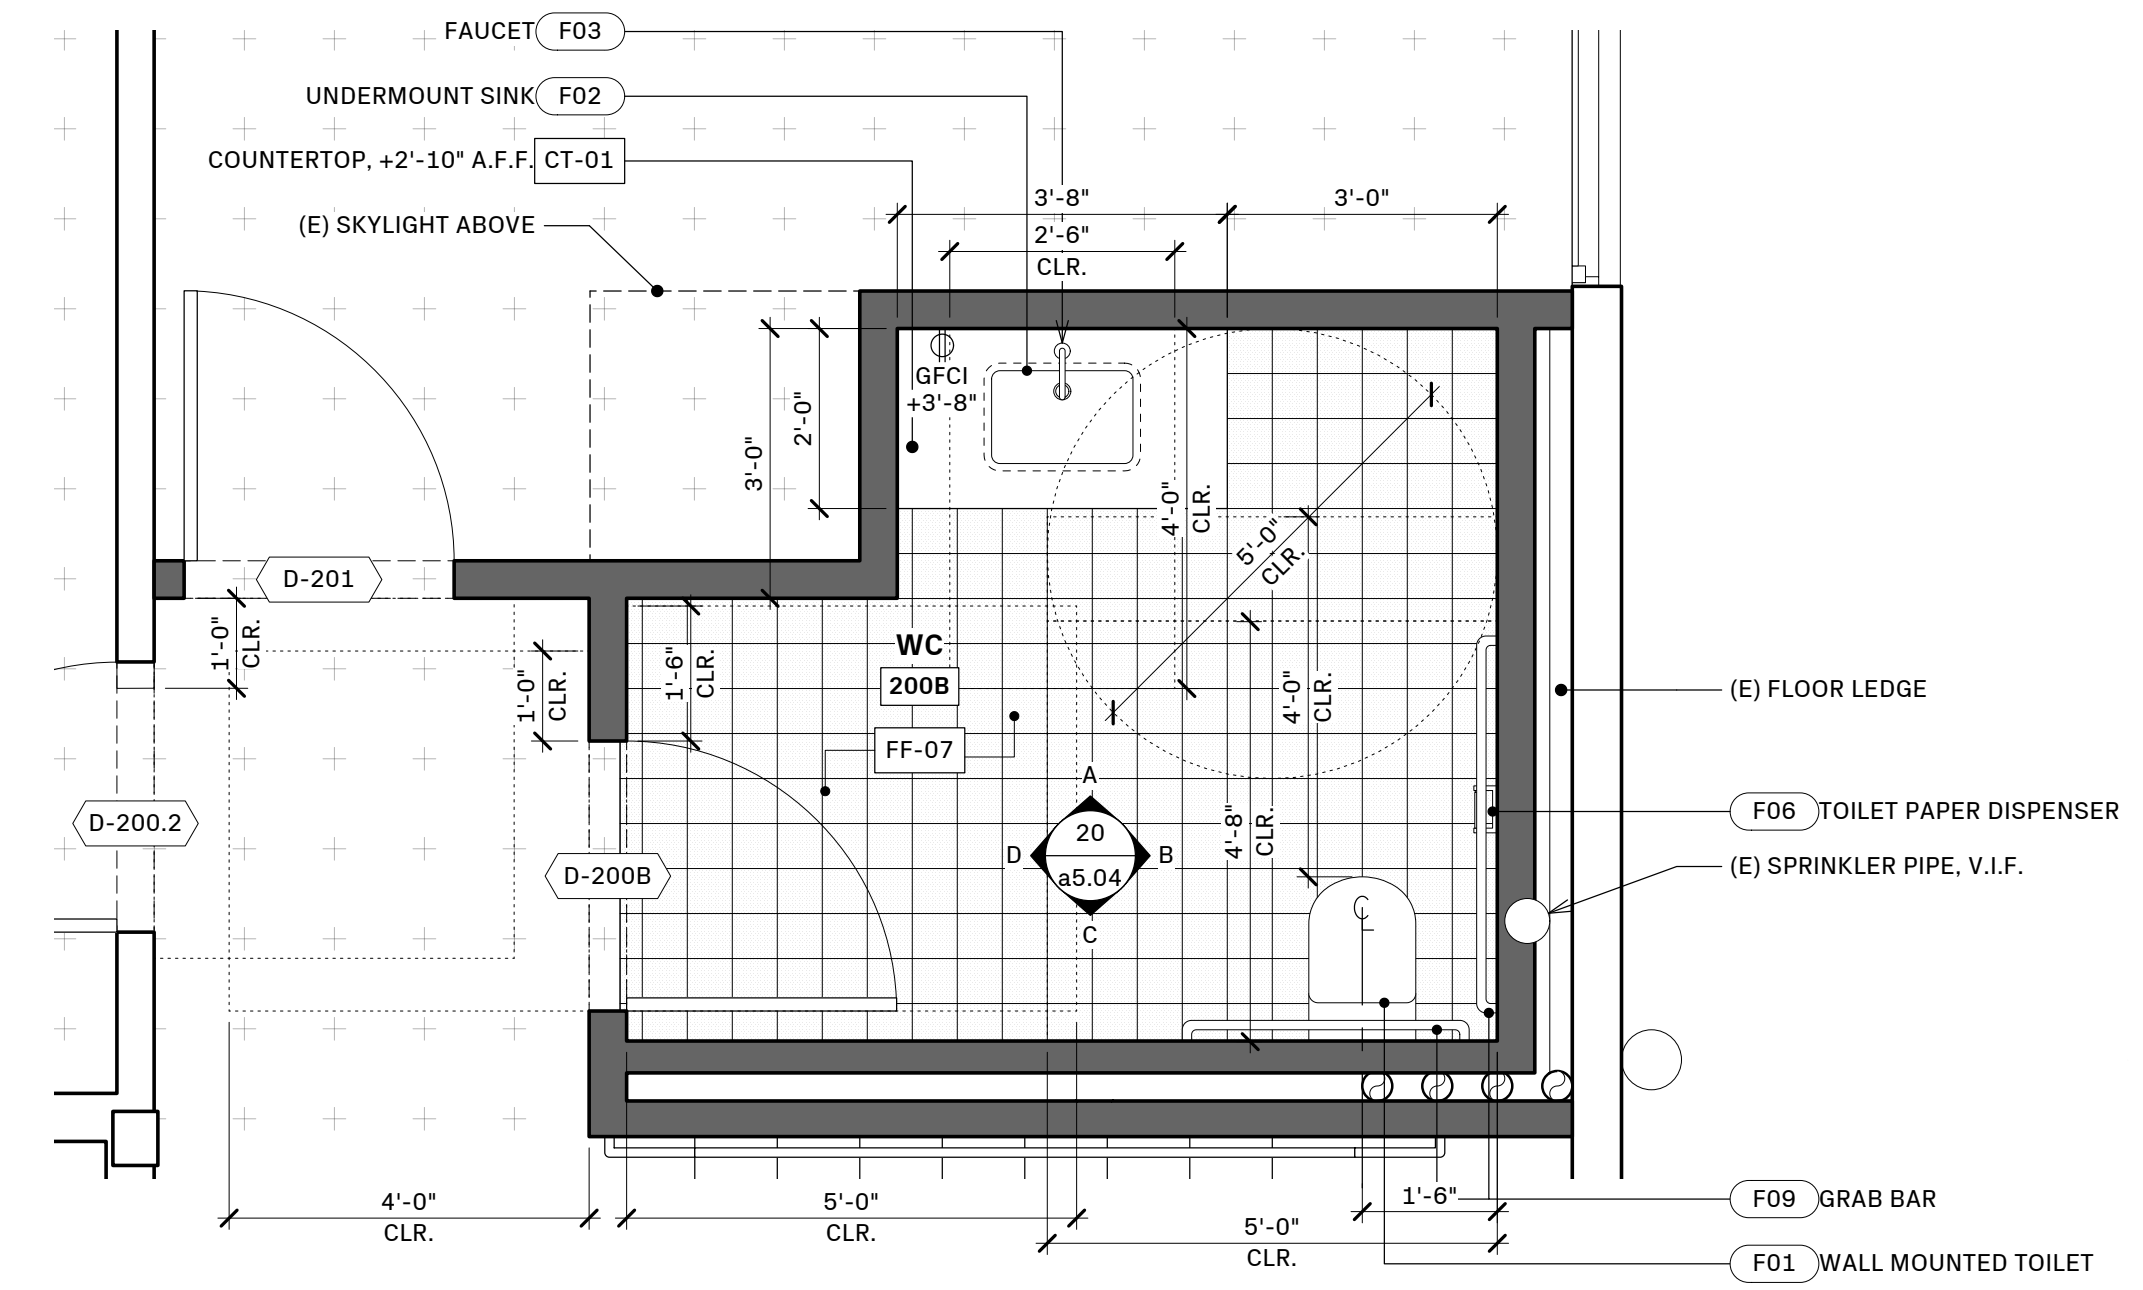 FAUCET F03
UNDERMOUNT SINK F02
COUNTERTOP, +2'-10" A.F.F. CT-01
(E) SKYLIGHT ABOVE
3'-8"
3'-0"
2'-6"
CLR.
GFCI
+3'-8"
2'-0"
3'-0"
4'-0"
CLR.
5'-0"
CLR.
D-201
1'-0"
CLR.
1'-0"
CLR.
1'-6"
CLR.
WC
200B
FF-07
4'-0"
CLR.
(E) FLOOR LEDGE
D-200.2
D-200B
A
20
D
B
a5.04
C
4'-8"
CLR.
F06 TOILET PAPER DISPENSER
(E) SPRINKLER PIPE, V.I.F.
CL
4'-0"
CLR.
5'-0"
CLR.
1'-6"
5'-0"
CLR.
F09 GRAB BAR
F01 WALL MOUNTED TOILET